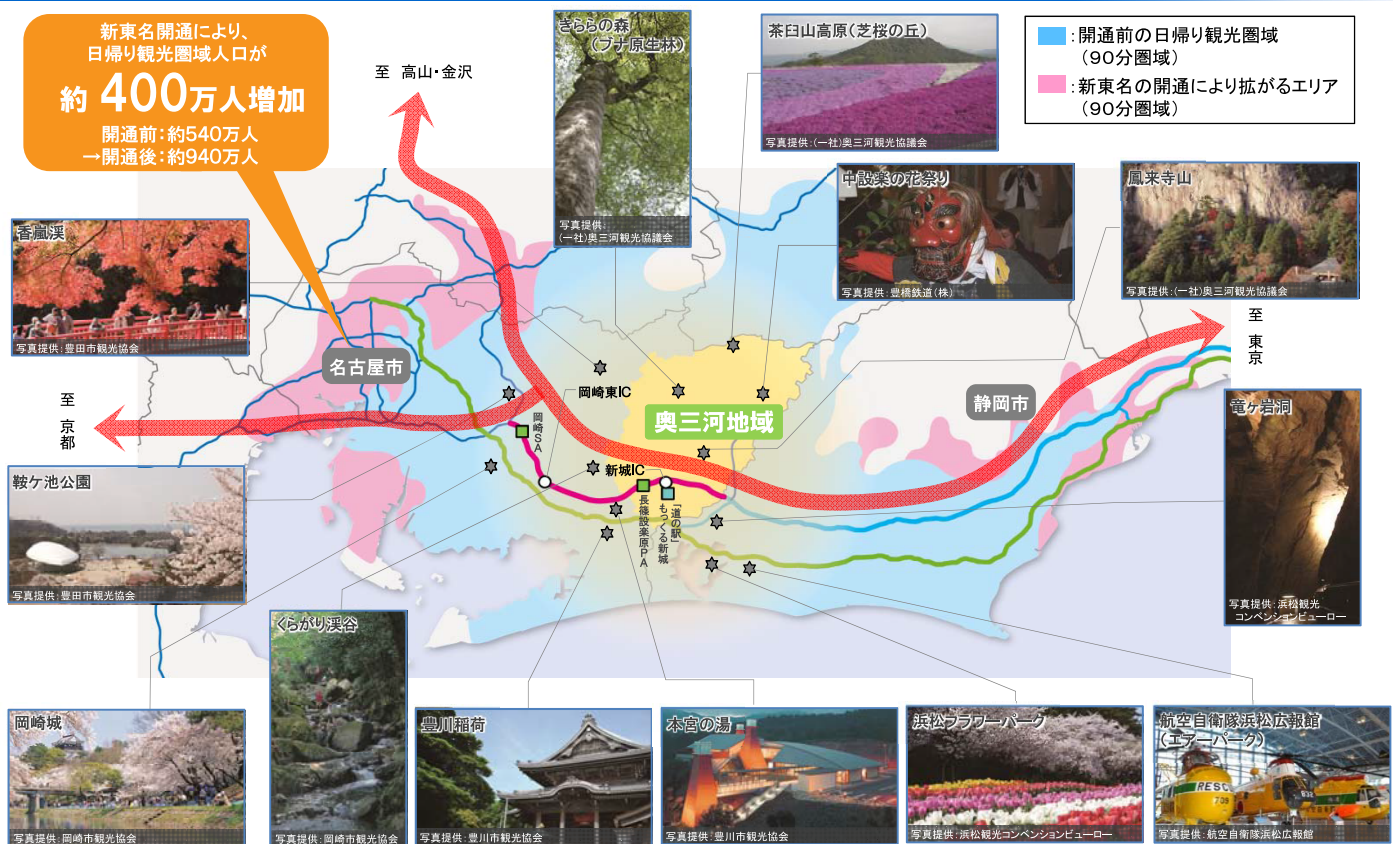 新東名開通により、
日帰り観光圏域人口が
約 400万人増加
開通前:約540万人
→開通後:約940万人
至 高山・金沢
きららの森
(ブナ原生林)
写真提供:
(一社)奥三河観光協議会
茶臼山高原(芝桜の丘)
写真提供:(一社)奥三河観光協議会
:開通前の日帰り観光圏域
(90分圏域)
:新東名の開通により拡がるエリア
(90分圏域)
中設楽の花祭り
写真提供:豊橋鉄道(株)
鳳来寺山
写真提供:(一社)奥三河観光協議会
香嵐渓
写真提供:豊田市観光協会
名古屋市
至 京都
至 東京
岡崎東IC
岡崎SA
奥三河地域
静岡市
新城IC
長篠設楽原PA
「道の駅」
もっくる新城
竜ヶ岩洞
写真提供:浜松観光
コンベンションビューロー
鞍ケ池公園
写真提供:豊田市観光協会
くらがり渓谷
写真提供:岡崎市観光協会
岡崎城
写真提供:岡崎市観光協会
豊川稲荷
写真提供:豊川市観光協会
本宮の湯
写真提供:豊川市観光協会
浜松フラワーパーク
写真提供:浜松観光コンベンションビューロー
航空自衛隊浜松広報館
(エアーパーク)
RESC
709
832
写真提供:航空自衛隊浜松広報館